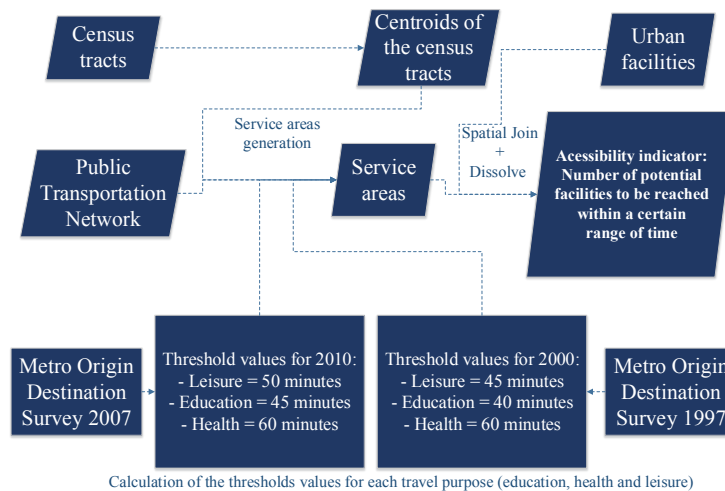 Census
tracts
Centroids of
the census
tracts
Urban
facilities
Service areas
generation
Spatial Join
+
Dissolve
Public
Transportation
Network
Service
areas
Acessibility indicator:
Number of potential
facilities to be reached
within a certain
range of time
Metro Origin
Destination
Survey 2007
Threshold values for 2010:
- Leisure = 50 minutes
- Education = 45 minutes
- Health = 60 minutes
Threshold values for 2000:
- Leisure = 45 minutes
- Education = 40 minutes
- Health = 60 minutes
Metro Origin
Destination
Survey 1997
Calculation of the thresholds values for each travel purpose (education, health and leisure)